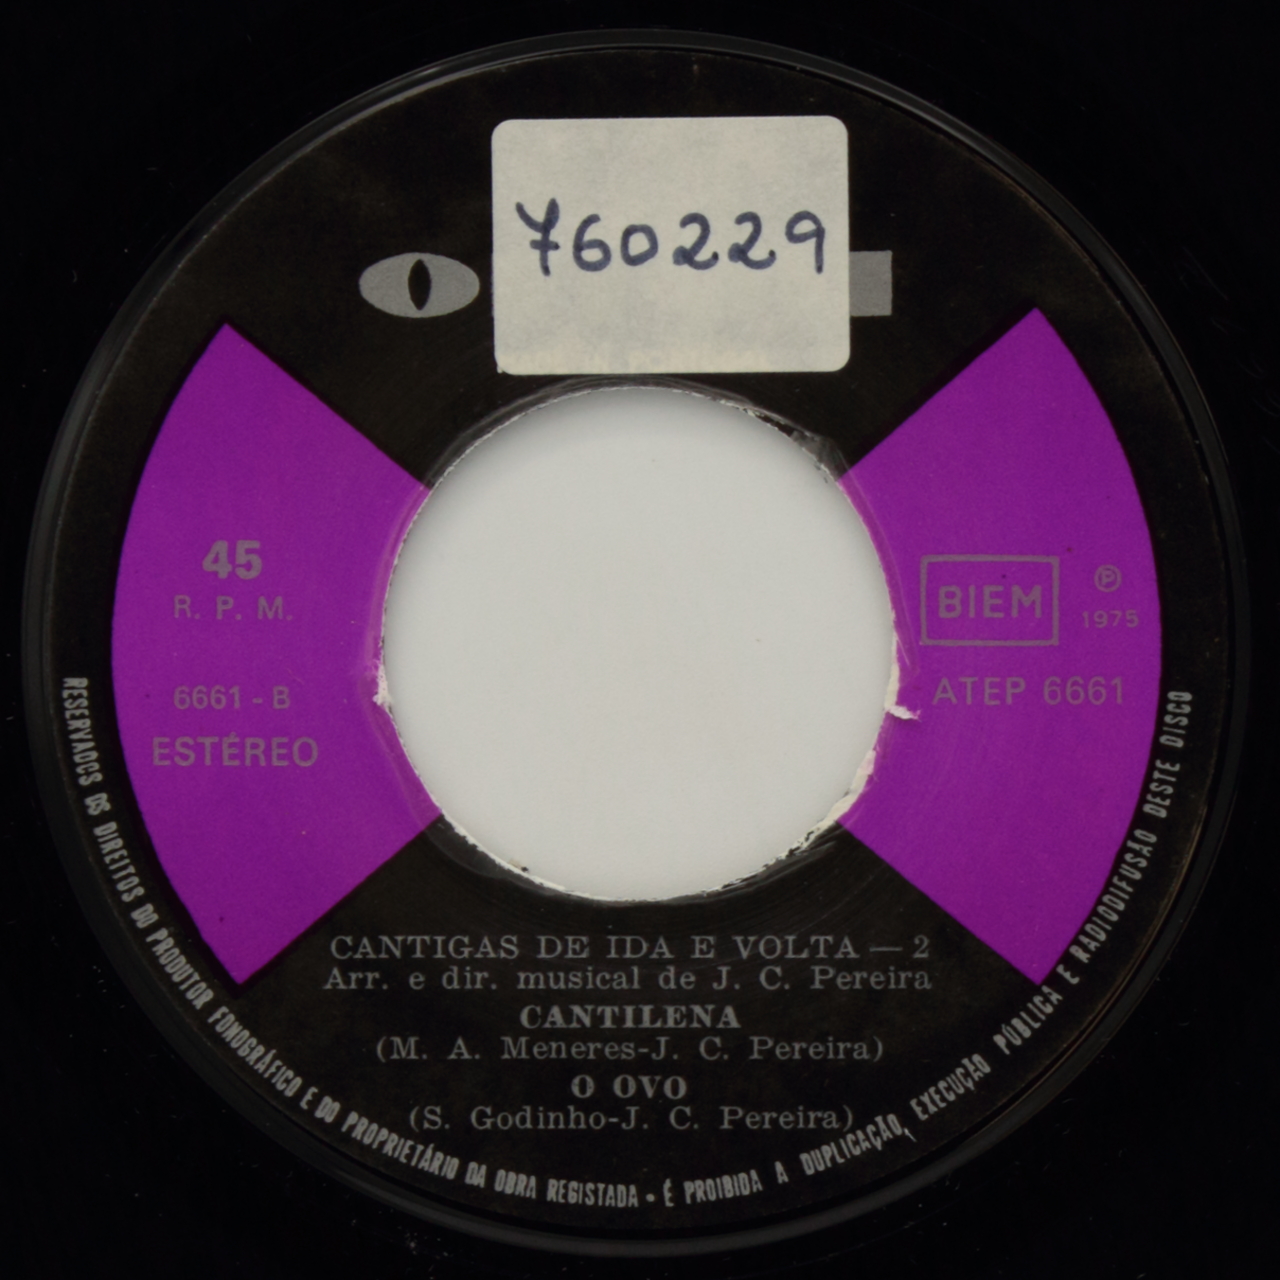 760229
45
R. P. M.
6661 - B
ESTÉREO
BIEM
℗
1975
ATEP 6661
CANTIGAS DE IDA E VOLTA — 2
Arr. e dir. musical de J. C. Pereira
CANTILENA
(M. A. Meneres-J. C. Pereira)
O OVO
(S. Godinho-J. C. Pereira)
RESERVADOS OS DIREITOS DO PRODUTOR FONOGRÁFICO E DO PROPRIETÁRIO DA OBRA REGISTADA • É PROIBIDA A DUPLICAÇÃO, EXECUÇÃO PÚBLICA E RADIODIFUSÃO DESTE DISCO